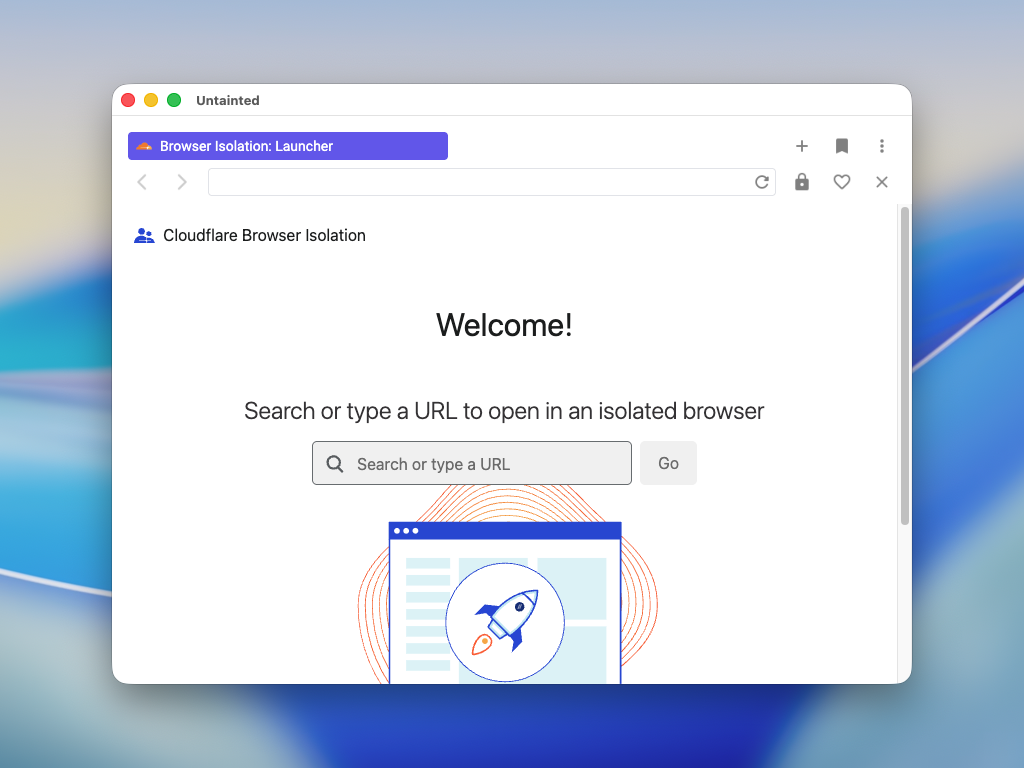 Untainted
Browser Isolation: Launcher
Cloudflare Browser Isolation
Welcome!
Search or type a URL to open in an isolated browser
Search or type a URL
Go